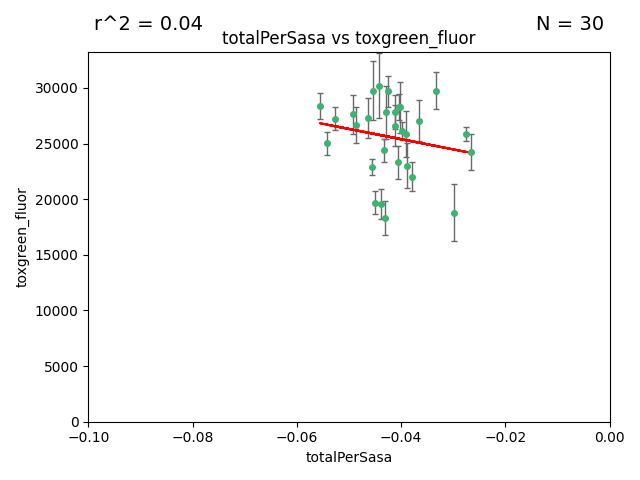 r^2 = 0.04
N = 30
totalPerSasa vs toxgreen_fluor
toxgreen_fluor
30000
25000
20000
15000
10000
5000
0
−0.10
−0.08
−0.06
−0.04
−0.02
0.00
totalPerSasa